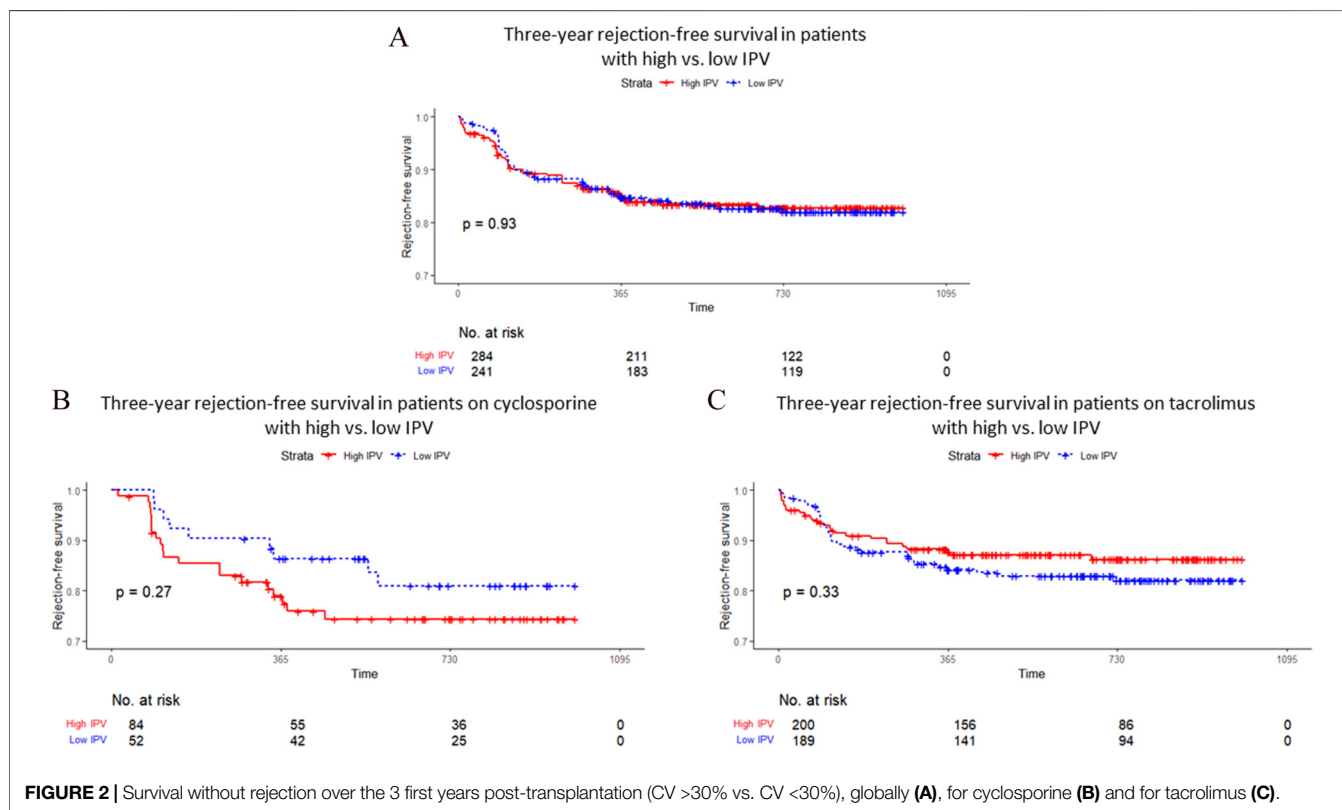 A
Three-year rejection-free survival in patients
with high vs. low IPV
Strata High IPV Low IPV
1.0
0.9
0.8
0.7
Rejection-free survival
p = 0.93
0 365 730 1095
Time
No. at risk
High IPV 284 211 122 0
Low IPV 241 183 119 0
B
Three-year rejection-free survival in patients on cyclosporine
with high vs. low IPV
Strata High IPV Low IPV
1.0
0.9
0.8
0.7
Rejection-free survival
p = 0.27
0 365 730 1095
Time
No. at risk
High IPV 84 55 36 0
Low IPV 52 42 25 0
C
Three-year rejection-free survival in patients on tacrolimus
with high vs. low IPV
Strata High IPV Low IPV
1.0
0.9
0.8
0.7
Rejection-free survival
p = 0.33
0 365 730 1095
Time
No. at risk
High IPV 200 156 86 0
Low IPV 189 141 94 0
FIGURE 2 | Survival without rejection over the 3 first years post-transplantation (CV >30% vs. CV <30%), globally (A), for cyclosporine (B) and for tacrolimus (C).